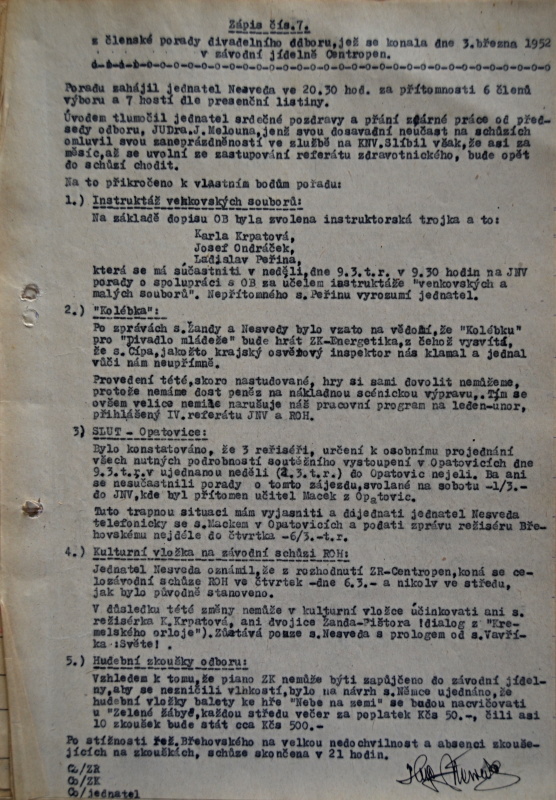 Zápis čís.7.
z členské porady divadelního odboru, jež se konala dne 3.března 1952
v závodní jídelně Centropen.
Poradu zahájil jednatel Nesveda ve 20.30 hod. za přítomnosti 6 členů
výboru a 7 hostí dle presenční listiny.
Úvodem tlumočil jednatel srdečné pozdravy a přání zdárné práce od před-
sedy odboru, JUDra.J.Melouna,jenž svou dosavadní neučast na schůzích
omluvil svou zaneprázdněností ve službě na KNV.Slíbil však,že asi za
měsíc,až se uvolní ze zastupování referátu zdravotnického, bude opět
do schůzí chodit.
Na to přikročeno k vlastním bodům pořadu:
1.) Instruktáž venkovských souborů:
Na základě dopisu OB byla zvolena instruktorská trojka a to:
Karla Krpatová,
Josef Ondráček,
Ladislav Peřina,
která se má súčastniti v neděli,dne 9.3.t.r. v 9.30 hodin na JNV
porady o spolupráci s OB za účelem instruktáže "venkovských a
malých souborů". Nepřítomného s.Peřinu vyrozumí jednatel.
2.) "Kolébka":
Po zprávách s.Žandy a Nesvedy bylo vzato na vědomí,že "Kolébku"
pro "Divadlo mládeže" bude hrát ZK-Energetika,z čehož vysvítá,
že s.Cípa,jakožto krajský osvětový inspektor nás klamal a jednal
vůči nám neupřímně.
Provedení tétó,skoro nastudované, hry si sami dovolit nemůžeme,
protože nemáme dost peněz na nákladnou scénickou výpravu,. Tím se
ovšem velice nemile narušuje náš pracovní program na leden-unor,
přihlášený IV.referátu JNV a ROH.
3) SLUT - Opatovice:
Bylo konstatováno, že 3 režiséři, určení k osobnímu projednání
všech nutných podrobností soutěžního vystoupení v Opatovicích dne
9.3.t.r.v ujednanou neděli (2.3.t.r.) do Opatovic nejeli. Ba ani
se nesučastnili porady o tomto zájezdu,svolané na sobotu -1/3.-
do JNV,kde byl přítomen učitel Macek z Opatovic.
Tuto trapnou situaci mám vyjasniti a dojednati jednatel Nesveda
telefonicky se s.Mackem v Opatovicích a podati zprávu režiséru Bře-
hovskému nejdéle do čtvrtka -6/3.-t.r.
4.) Kulturní vložka na závodní schůzi ROH:
Jednatel Nesveda oznámil,že z rozhodnutí ZR-Centropen,koná se ce-
lozávodní schůze ROH ve čtvrtek -dne 6.3.- a nikolv ve středu,
jak bylo původně stanoveno.
V důsledku tétó změny nemůže v kulturní vložce účinkovati ani s.
režisérka K.Krpatová, ani dvojice Žanda-Pištora !dialog z "Kre-
melského orloje").Zůstává pouze s.Nesveda s prologem od s.Vavří-
ka :Světe! .
5.) Hudební zkoušky odboru:
Vzhledem k tomu,že piano ZK nemůže býti zapůjčeno do závodní jídel-
ny,aby se nezničili vlhkostí,bylo na návrh s.Němce ujednáno,že
hudební vložky balety ke hře "Nebe na zemi" se budou nacvičovati
u "Zelené žáby",každou středu večer za poplatek Kčs 50.-, čili asi
10 zkoušek bude stát cca Kčs 500.-
Po stížnosti řež.Břehovského na velkou nedochvilnost a absenci zkouše-
jících na zkouškách, schůze skončena v 21 hodin.
Co/ZR
Co/ZK
Co/jednatel